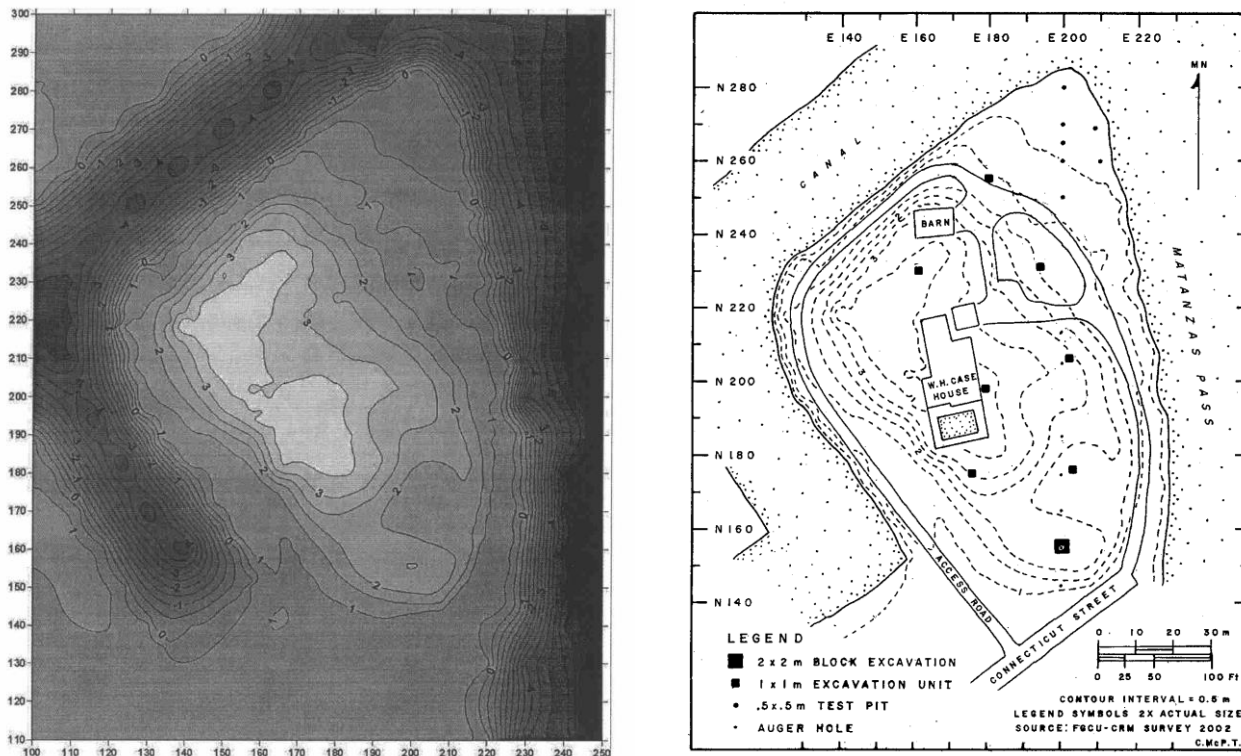 300
290
280
270
260
250
240
230
220
210
200
190
180
170
160
150
140
130
120
110
100 110 120 130 140 150 160 170 180 190 200 210 220 230 240 250
E 140 E 160 E 180 E 200 E 220
MN
N 280
N 260
N 240
N 220
N 200
N 180
N 160
N 140
CANAL
BARN
MATANZAS PASS
W.H. CASE
HOUSE
ACCESS ROAD
CONNECTICUT STREET
LEGEND
2 x 2 m BLOCK EXCAVATION
1 x 1 m EXCAVATION UNIT
.5x.5m TEST PIT
AUGER HOLE
0 10 20 30 m
0 25 50 100 Ft
CONTOUR INTERVAL = 0.5 m
LEGEND SYMBOLS 2X ACTUAL SIZE
SOURCE: FGCU-CRM SURVEY 2002
C.McP.T.